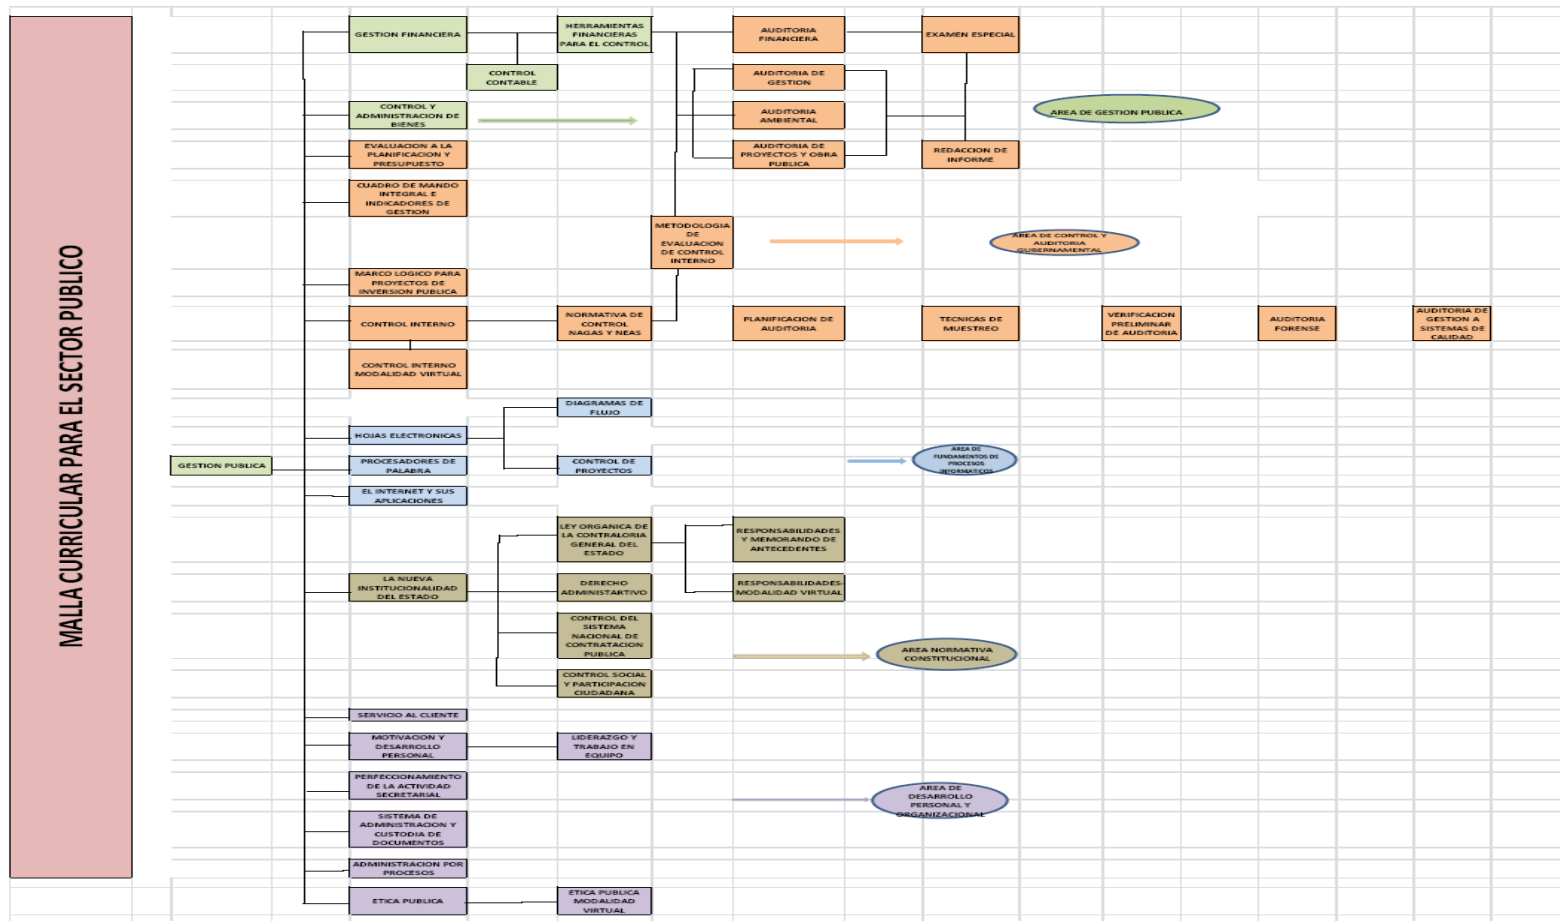 MALLA CURRICULAR PARA EL SECTOR PUBLICO
GESTION PUBLICA
GESTION FINANCIERA
HERRAMIENTAS
FINANCIERAS
PARA EL CONTROL
AUDITORIA
FINANCIERA
EXAMEN ESPECIAL
CONTROL
CONTABLE
AUDITORIA DE
GESTION
CONTROL Y
ADMINISTRACION DE
BIENES
AUDITORIA
AMBIENTAL
AREA DE GESTION PUBLICA
EVALUACION A LA
PLANIFICACION Y
PRESUPUESTO
AUDITORIA DE
PROYECTOS Y OBRA
PUBLICA
REDACCION DE
INFORME
CUADRO DE MANDO
INTEGRAL E
INDICADORES DE
GESTION
METODOLOGIA
DE
EVALUACION
DE CONTROL
INTERNO
AREA DE CONTROL Y
AUDITORIA
GUBERNAMENTAL
MARCO LOGICO PARA
PROYECTOS DE
INVERSION PUBLICA
CONTROL INTERNO
NORMATIVA DE
CONTROL
NAGAS Y NEAS
PLANIFICACION DE
AUDITORIA
TECNICAS DE
MUESTREO
VERIFICACION
PRELIMINAR
DE AUDITORIA
AUDITORIA
FORENSE
AUDITORIA DE
GESTION A
SISTEMAS DE
CALIDAD
CONTROL INTERNO
MODALIDAD VIRTUAL
DIAGRAMAS DE
FLUJO
HOJAS ELECTRONICAS
PROCESADORES DE
PALABRA
CONTROL DE
PROYECTOS
AREA DE
FUNDAMENTOS DE
PROCESOS
INFORMATICOS
EL INTERNET Y SUS
APLICACIONES
LEY ORGANICA DE
LA CONTRALORIA
GENERAL DEL
ESTADO
RESPONSABILIDADES
Y MEMORANDO DE
ANTECEDENTES
LA NUEVA
INSTITUCIONALIDAD
DEL ESTADO
DERECHO
ADMINISTARTIVO
RESPONSABILIDADES-
MODALIDAD VIRTUAL
CONTROL DEL
SISTEMA
NACIONAL DE
CONTRATACION
PUBLICA
AREA NORMATIVA
CONSTITUCIONAL
CONTROL SOCIAL
Y PARTICIPACION
CIUDADANA
SERVICIO AL CLIENTE
MOTIVACION Y
DESARROLLO
PERSONAL
LIDERAZGO Y
TRABAJO EN
EQUIPO
PERFECCIONAMIENTO
DE LA ACTIVIDAD
SECRETARIAL
AREA DE
DESARROLLO
PERSONAL Y
ORGANIZACIONAL
SISTEMA DE
ADMINISTRACION Y
CUSTODIA DE
DOCUMENTOS
ADMINISTRACION POR
PROCESOS
ETICA PUBLICA
ETICA PUBLICA
MODALIDAD
VIRTUAL